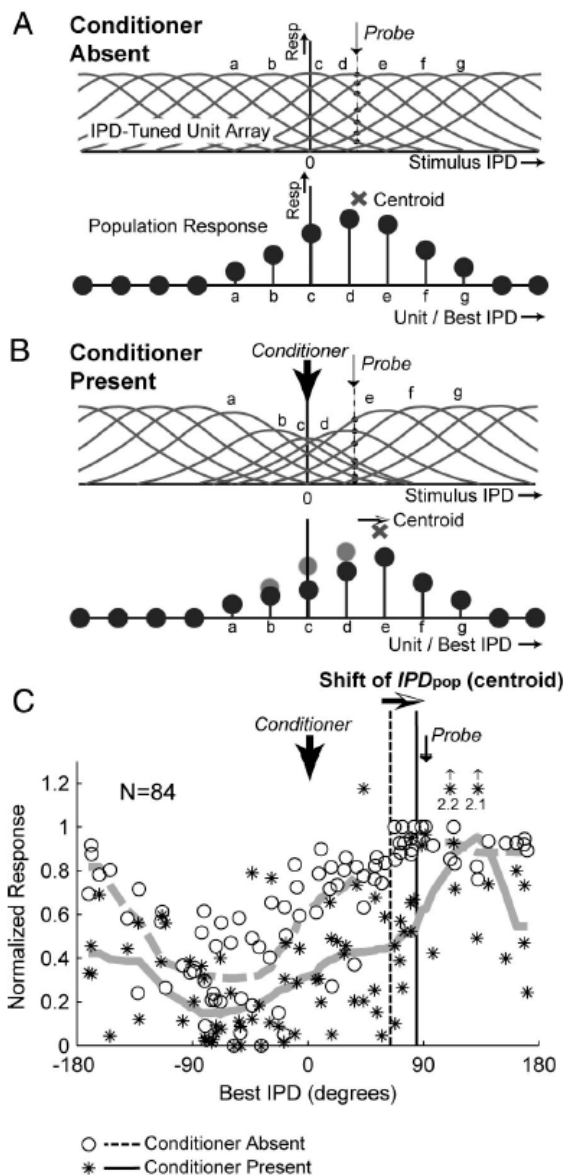 A
Conditioner
Absent
Resp
Probe
a b c d e f g
IPD-Tuned Unit Array
0
Stimulus IPD
Resp
Centroid
Population Response
a b c d e f g
Unit / Best IPD
B
Conditioner
Present
Conditioner
Probe
a b c d e f g
0
Stimulus IPD
Centroid
a b c d e f g
Unit / Best IPD
Shift of IPDpop (centroid)
C
Conditioner
Probe
1.2
N=84
2.2 2.1
1
0.8
0.6
0.4
0.2
0
Normalized Response
-180 -90 0 90 180
Best IPD (degrees)
Conditioner Absent
Conditioner Present